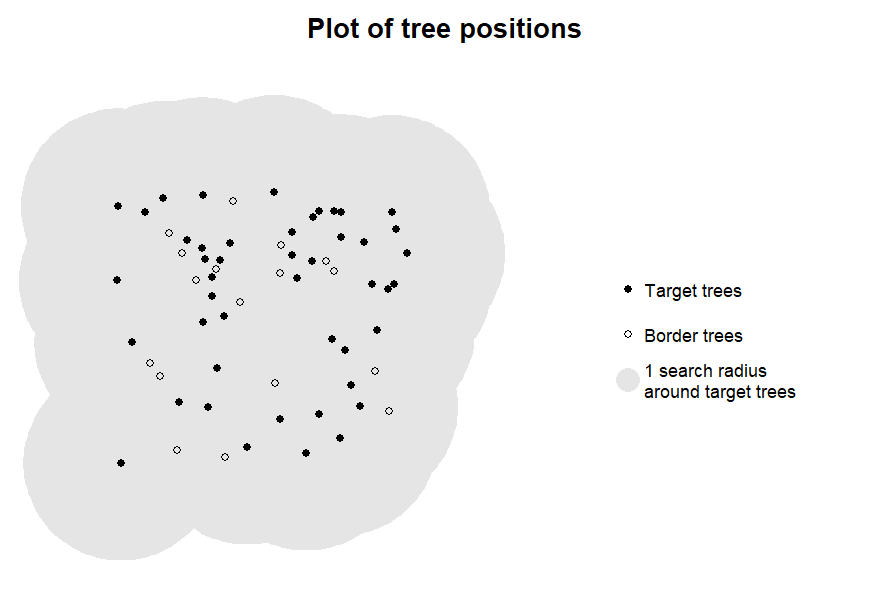 Plot of tree positions
Target trees
Border trees
1 search radius
around target trees